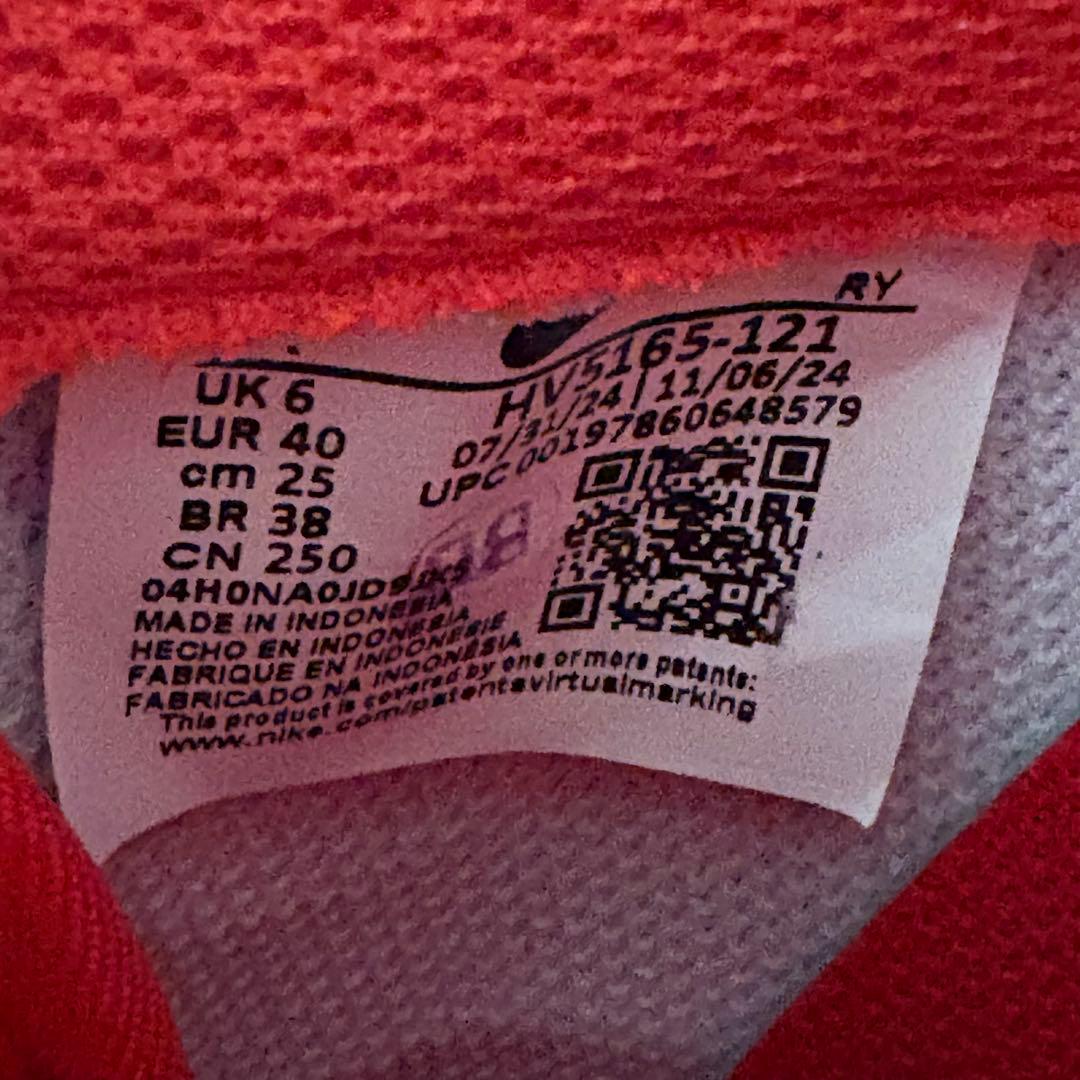 RY
UK 6
EUR 40
cm 25
BR 38
CN 250
HV5165-121
07/31/24 | 11/06/24
UPC 00197860648579
MADE IN INDONESIA
HECHO EN INDONESIA
FABRIQUE EN INDONESIE
FABRICADO NA INDONÉSIA
This product is covered by one or more patents:
www.nike.com/patentsvirtualmarking